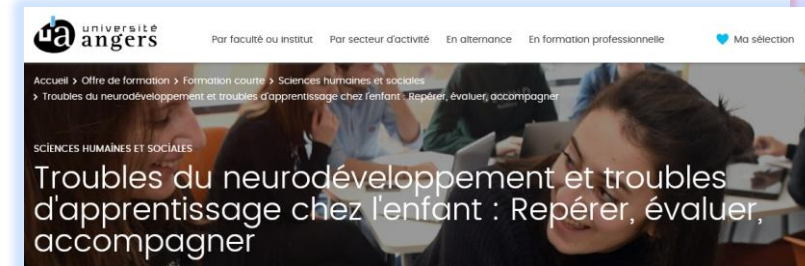 université
angers
Par faculté ou institut Par secteur d'activité En alternance En formation professionnelle Ma sélection
Accueil > Offre de formation > Formation courte > Sciences humaines et sociales
> Troubles du neurodéveloppement et troubles d'apprentissage chez l'enfant : Repérer, évaluer, accompagner
SCIENCES HUMAINES ET SOCIALES
Troubles du neurodéveloppement et troubles
d'apprentissage chez l'enfant : Repérer, évaluer,
accompagner